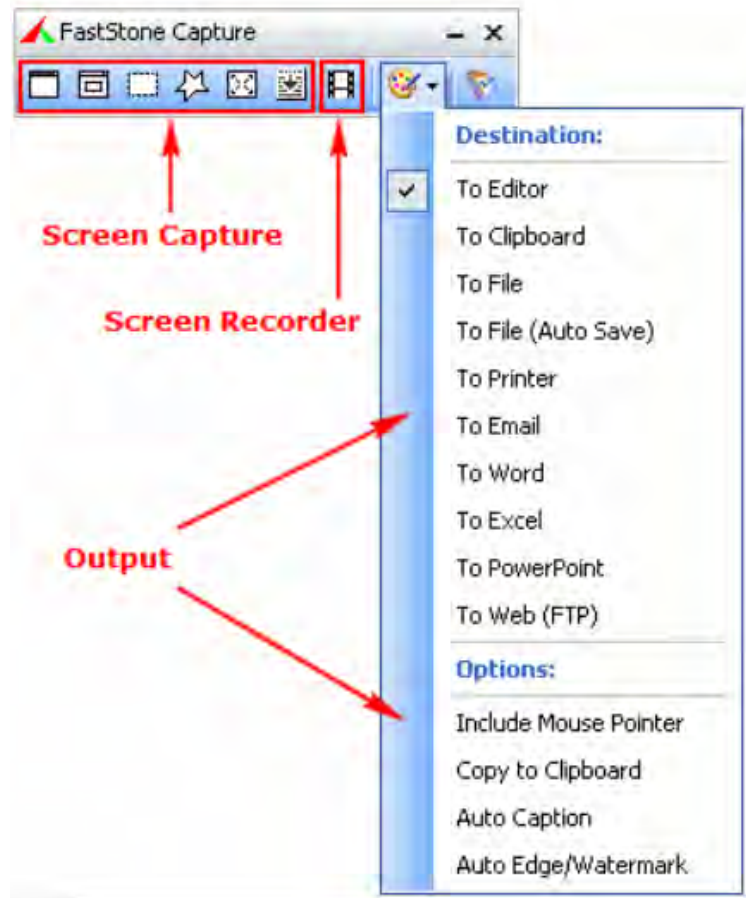 FastStone Capture
Screen Capture
Screen Recorder
Output
Destination:
To Editor
To Clipboard
To File
To File (Auto Save)
To Printer
To Email
To Word
To Excel
To PowerPoint
To Web (FTP)
Options:
Include Mouse Pointer
Copy to Clipboard
Auto Caption
Auto Edge/Watermark